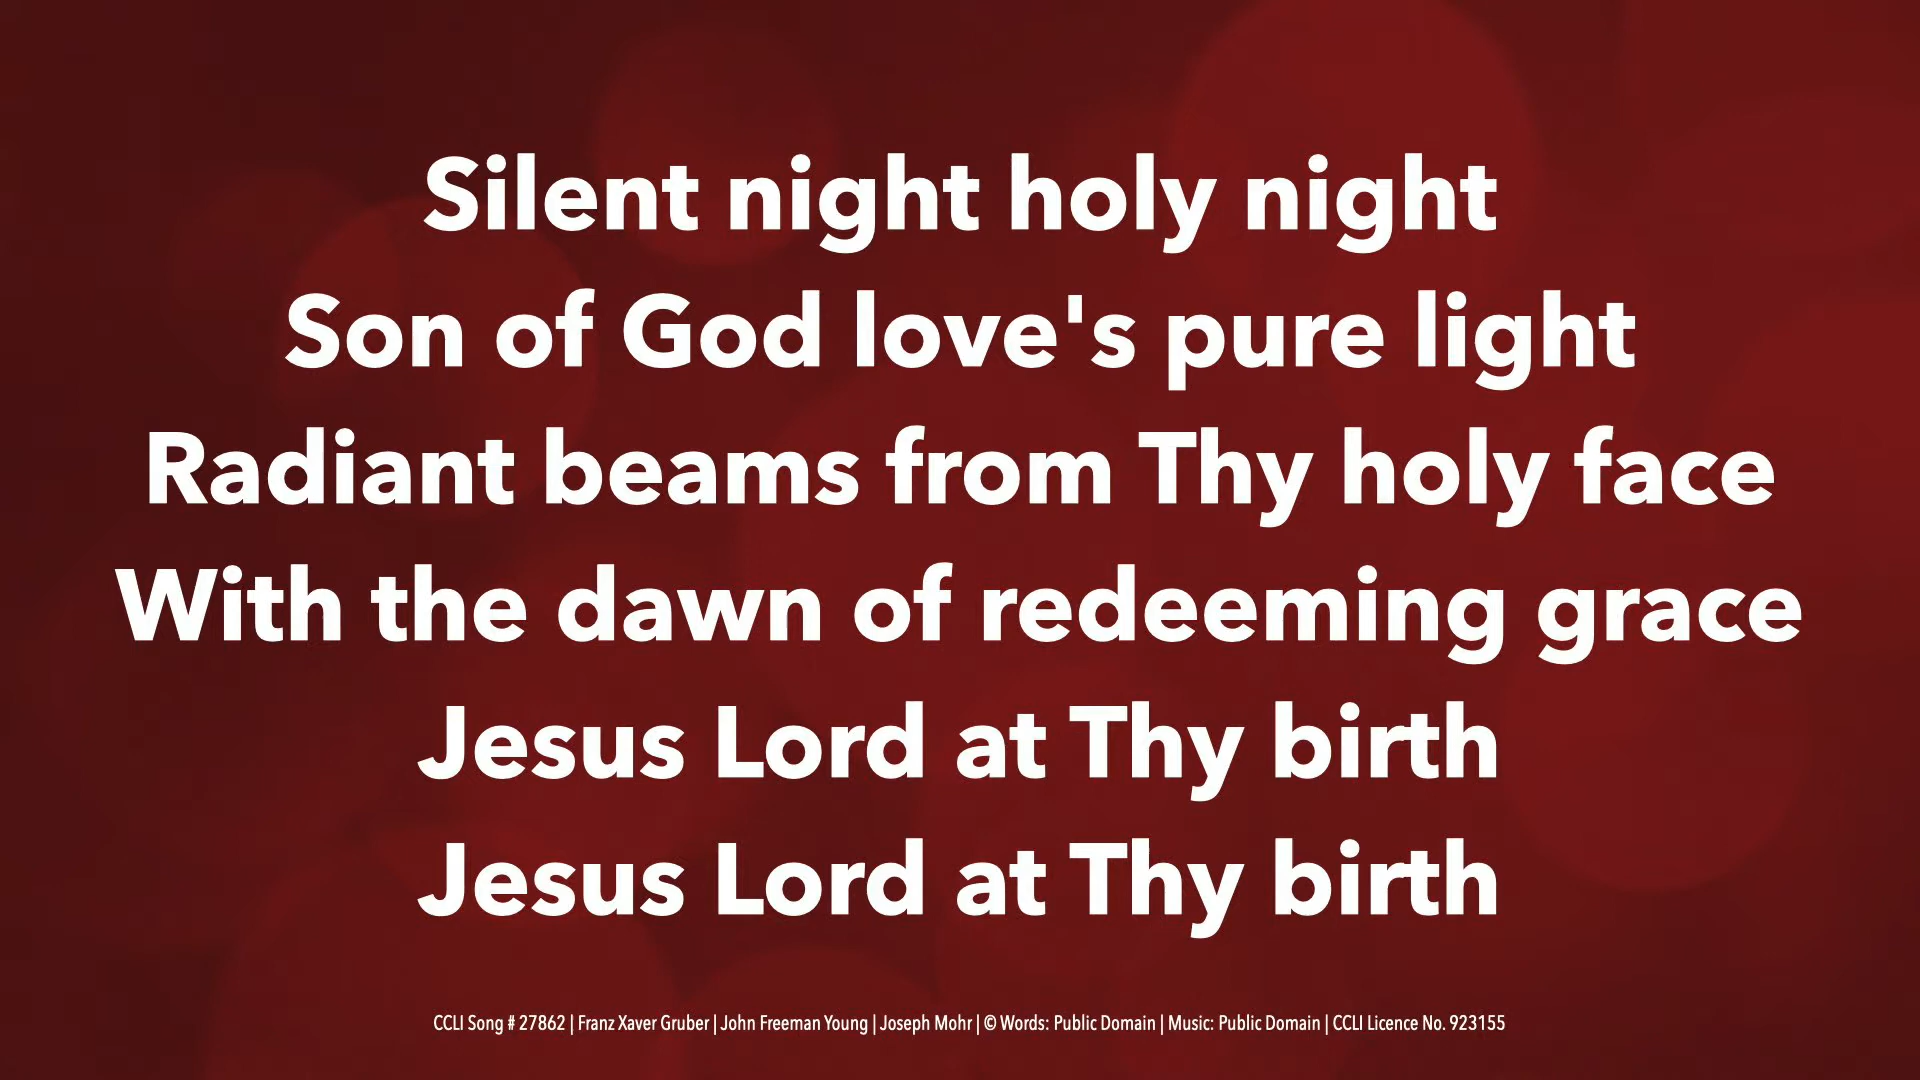 Silent night holy night
Son of God love's pure light
Radiant beams from Thy holy face
With the dawn of redeeming grace
Jesus Lord at Thy birth
Jesus Lord at Thy birth
CCLI Song # 27862 | Franz Xaver Gruber | John Freeman Young | Joseph Mohr | © Words: Public Domain | Music: Public Domain | CCLI Licence No. 923155